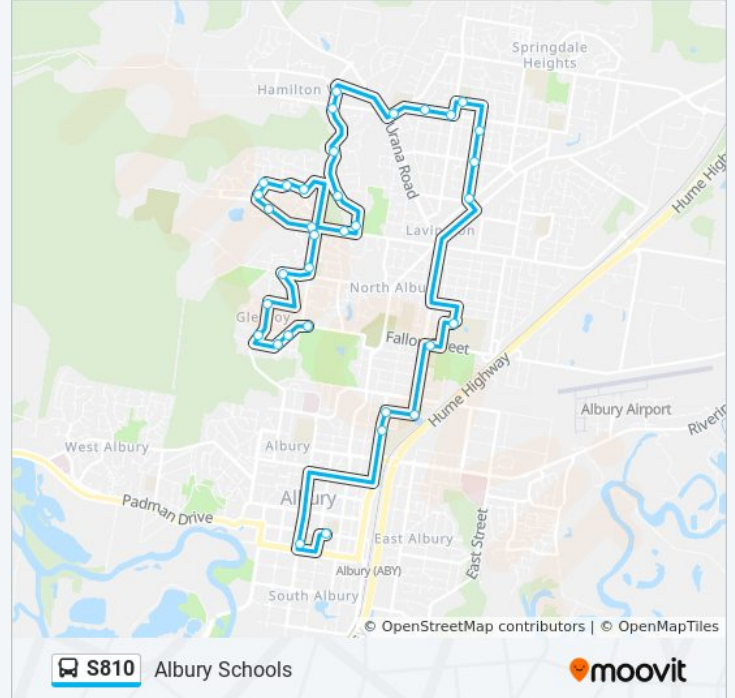 Springdale
Heights
Hamilton V
Urana Road
Hume High
Lavington
North Albu
Glenroy
Fallon Street
Hume Highway
Albury Airport
Riverin
West Albury
Albury
Albury
Padman Drive
East Street
East Albury
Albury (ABY)
South Albury
© OpenStreetMap contributors | © OpenMapTiles
S810 Albury Schools
moovit